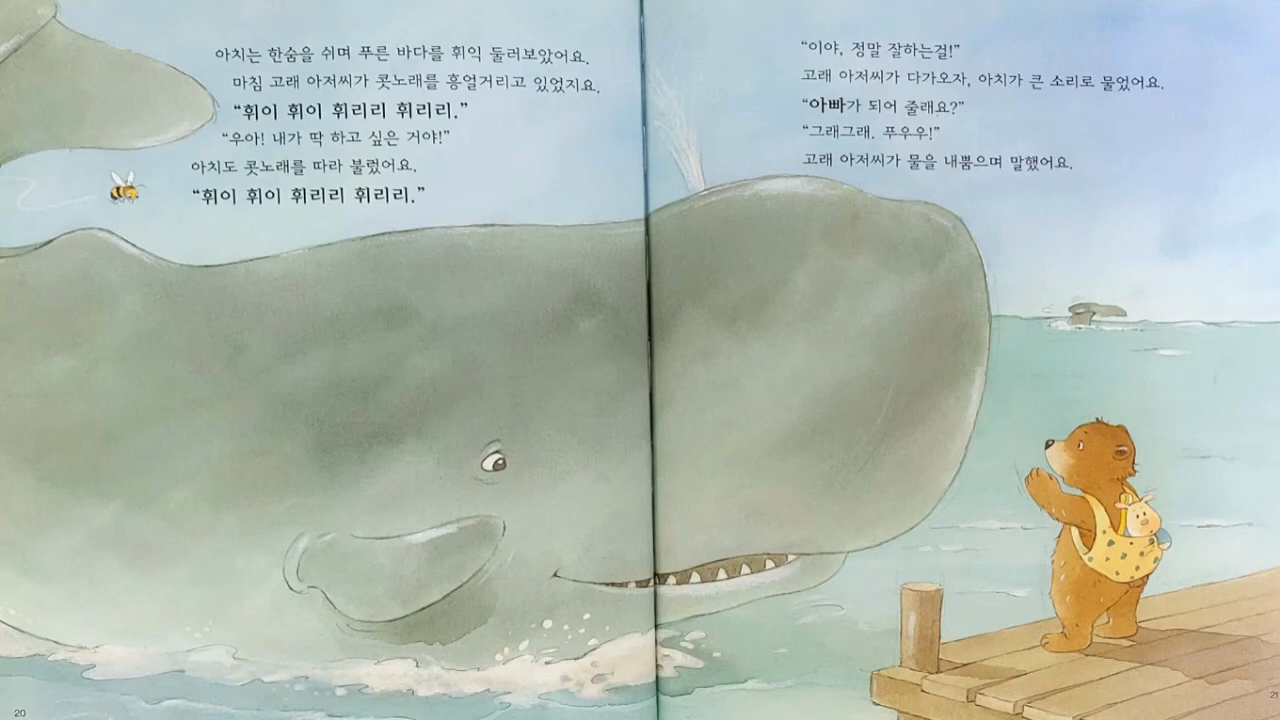 아치는 한숨을 쉬며 푸른 바다를 휘익 둘러보았어요.
마침 고래 아저씨가 콧노래를 흥얼거리고 있었지요.
“휘이 휘이 휘리리 휘리리.”
“우아! 내가 딱 하고 싶은 거야!”
아치도 콧노래를 따라 불렀어요.
“휘이 휘이 휘리리 휘리리.”
20
“이야, 정말 잘하는걸!”
고래 아저씨가 다가오자, 아치가 큰 소리로 물었어요.
“아빠가 되어 줄래요?”
“그래그래. 푸우우!”
고래 아저씨가 물을 내뿜으며 말했어요.
21